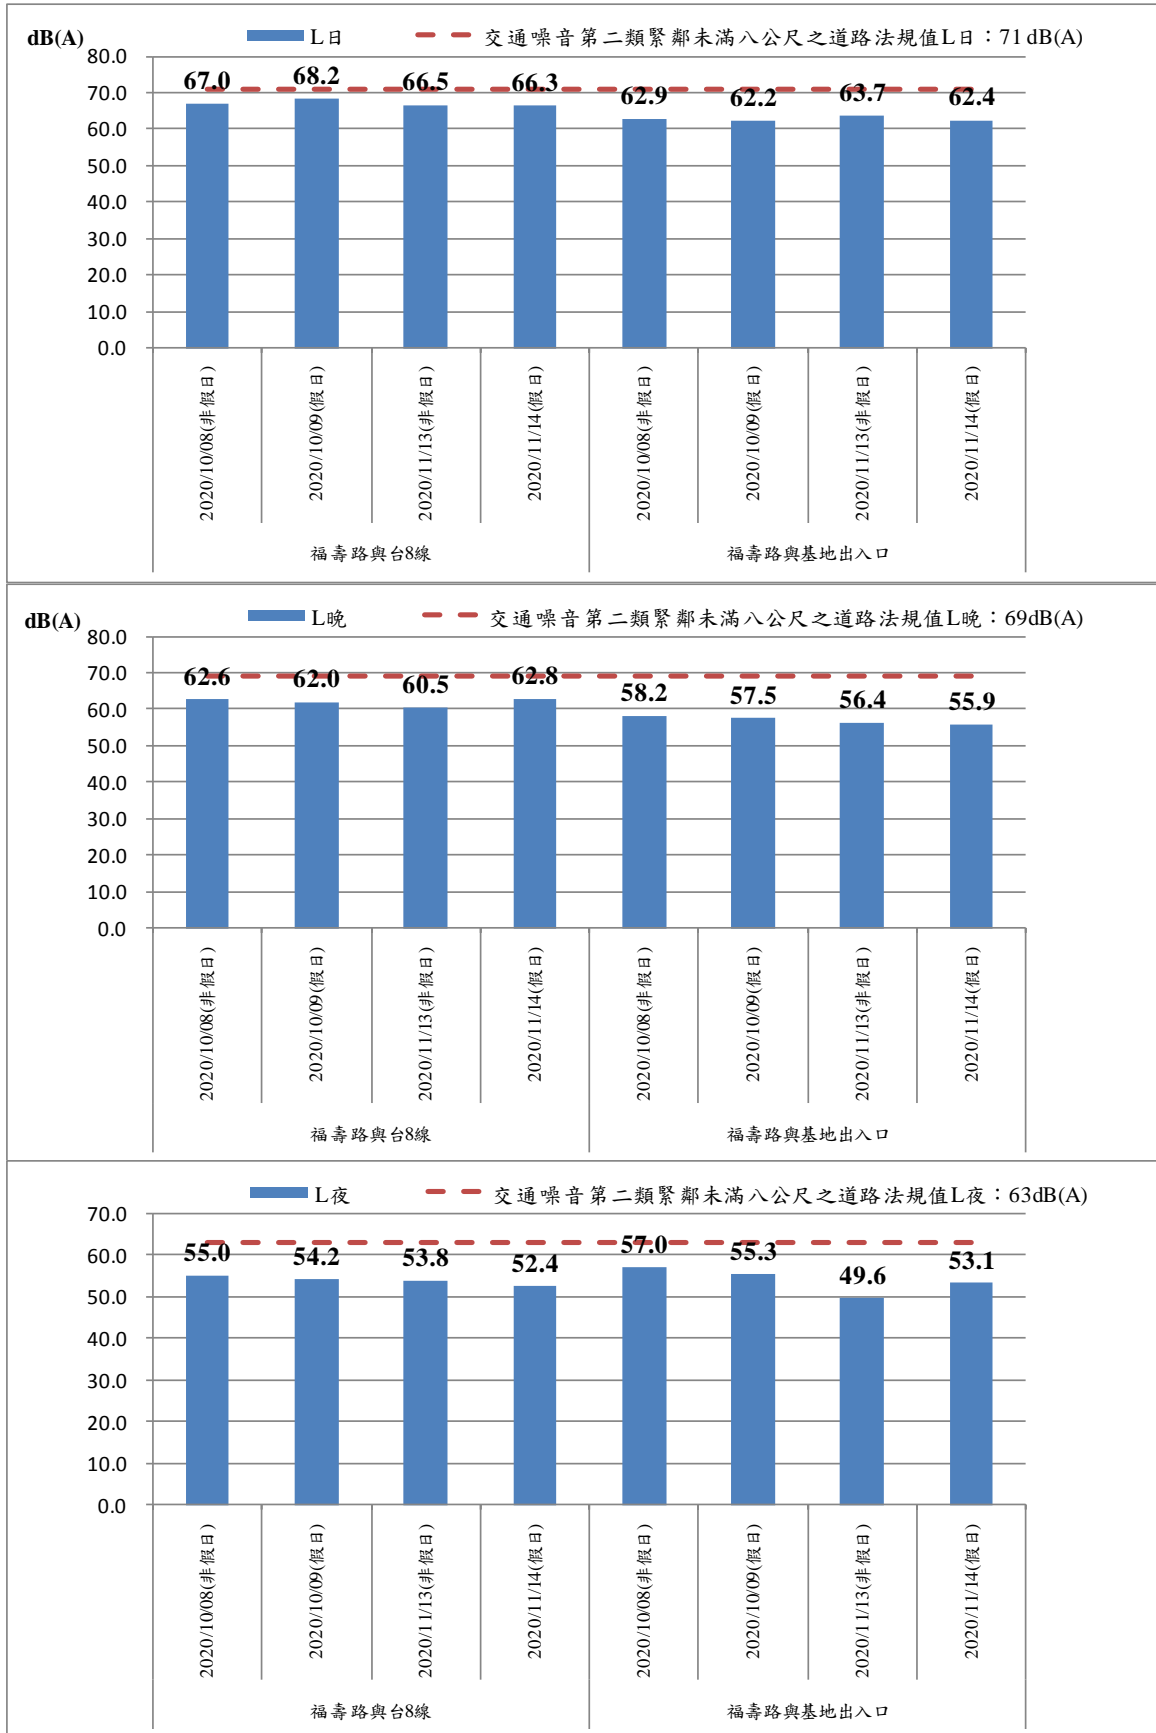 dB(A) L日 交通噪音第二類緊鄰未滿八公尺之道路法規值L日：71 dB(A)
80.0
70.0
60.0
50.0
40.0
30.0
20.0
10.0
0.0
67.0 68.2 66.5 66.3 62.9 62.2 63.7 62.4
2020/10/08(非假日)
2020/10/09(假日)
2020/11/13(非假日)
2020/11/14(假日)
2020/10/08(非假日)
2020/10/09(假日)
2020/11/13(非假日)
2020/11/14(假日)
福壽路與台8線 福壽路與基地出入口
dB(A) L晚 交通噪音第二類緊鄰未滿八公尺之道路法規值L晚：69dB(A)
80.0
70.0
60.0
50.0
40.0
30.0
20.0
10.0
0.0
62.6 62.0 60.5 62.8 58.2 57.5 56.4 55.9
2020/10/08(非假日)
2020/10/09(假日)
2020/11/13(非假日)
2020/11/14(假日)
2020/10/08(非假日)
2020/10/09(假日)
2020/11/13(非假日)
2020/11/14(假日)
福壽路與台8線 福壽路與基地出入口
L夜 交通噪音第二類緊鄰未滿八公尺之道路法規值L夜：63dB(A)
70.0
60.0
50.0
40.0
30.0
20.0
10.0
0.0
55.0 54.2 53.8 52.4 57.0 55.3 49.6 53.1
2020/10/08(非假日)
2020/10/09(假日)
2020/11/13(非假日)
2020/11/14(假日)
2020/10/08(非假日)
2020/10/09(假日)
2020/11/13(非假日)
2020/11/14(假日)
福壽路與台8線 福壽路與基地出入口